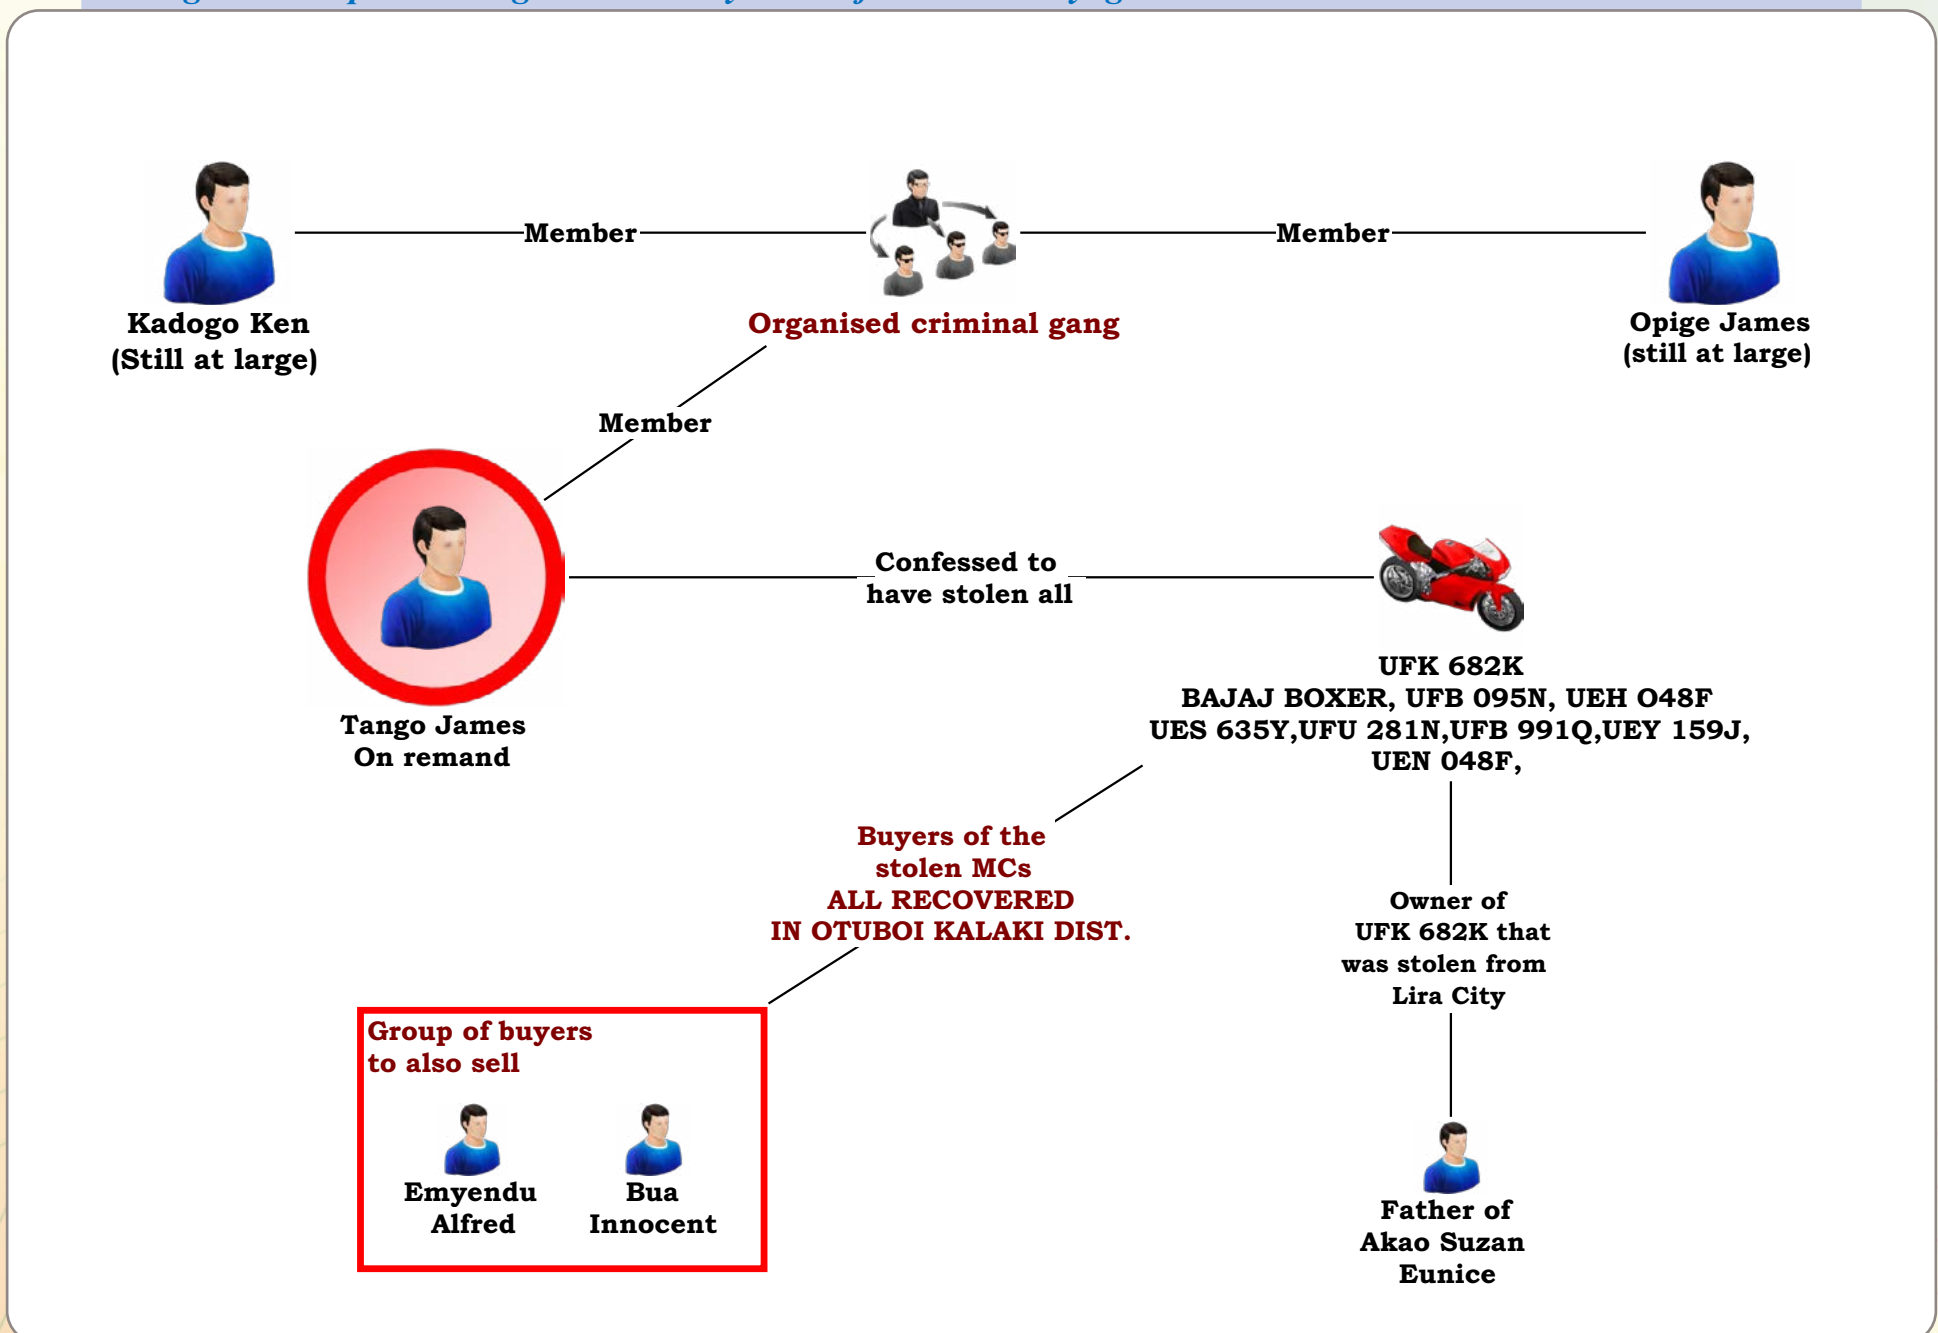 Member
Member
Kadogo Ken
(Still at large)
Organised criminal gang
Opige James
(still at large)
Member
Confessed to
have stolen all
Tango James
On remand
UFK 682K
BAJAJ BOXER, UFB 095N, UEH O48F
UES 635Y,UFU 281N,UFB 991Q,UEY 159J,
UEN 048F,
Buyers of the
stolen MCs
ALL RECOVERED
IN OTUBOI KALAKI DIST.
Owner of
UFK 682K that
was stolen from
Lira City
Group of buyers
to also sell
Emyendu
Alfred
Bua
Innocent
Father of
Akao Suzan
Eunice